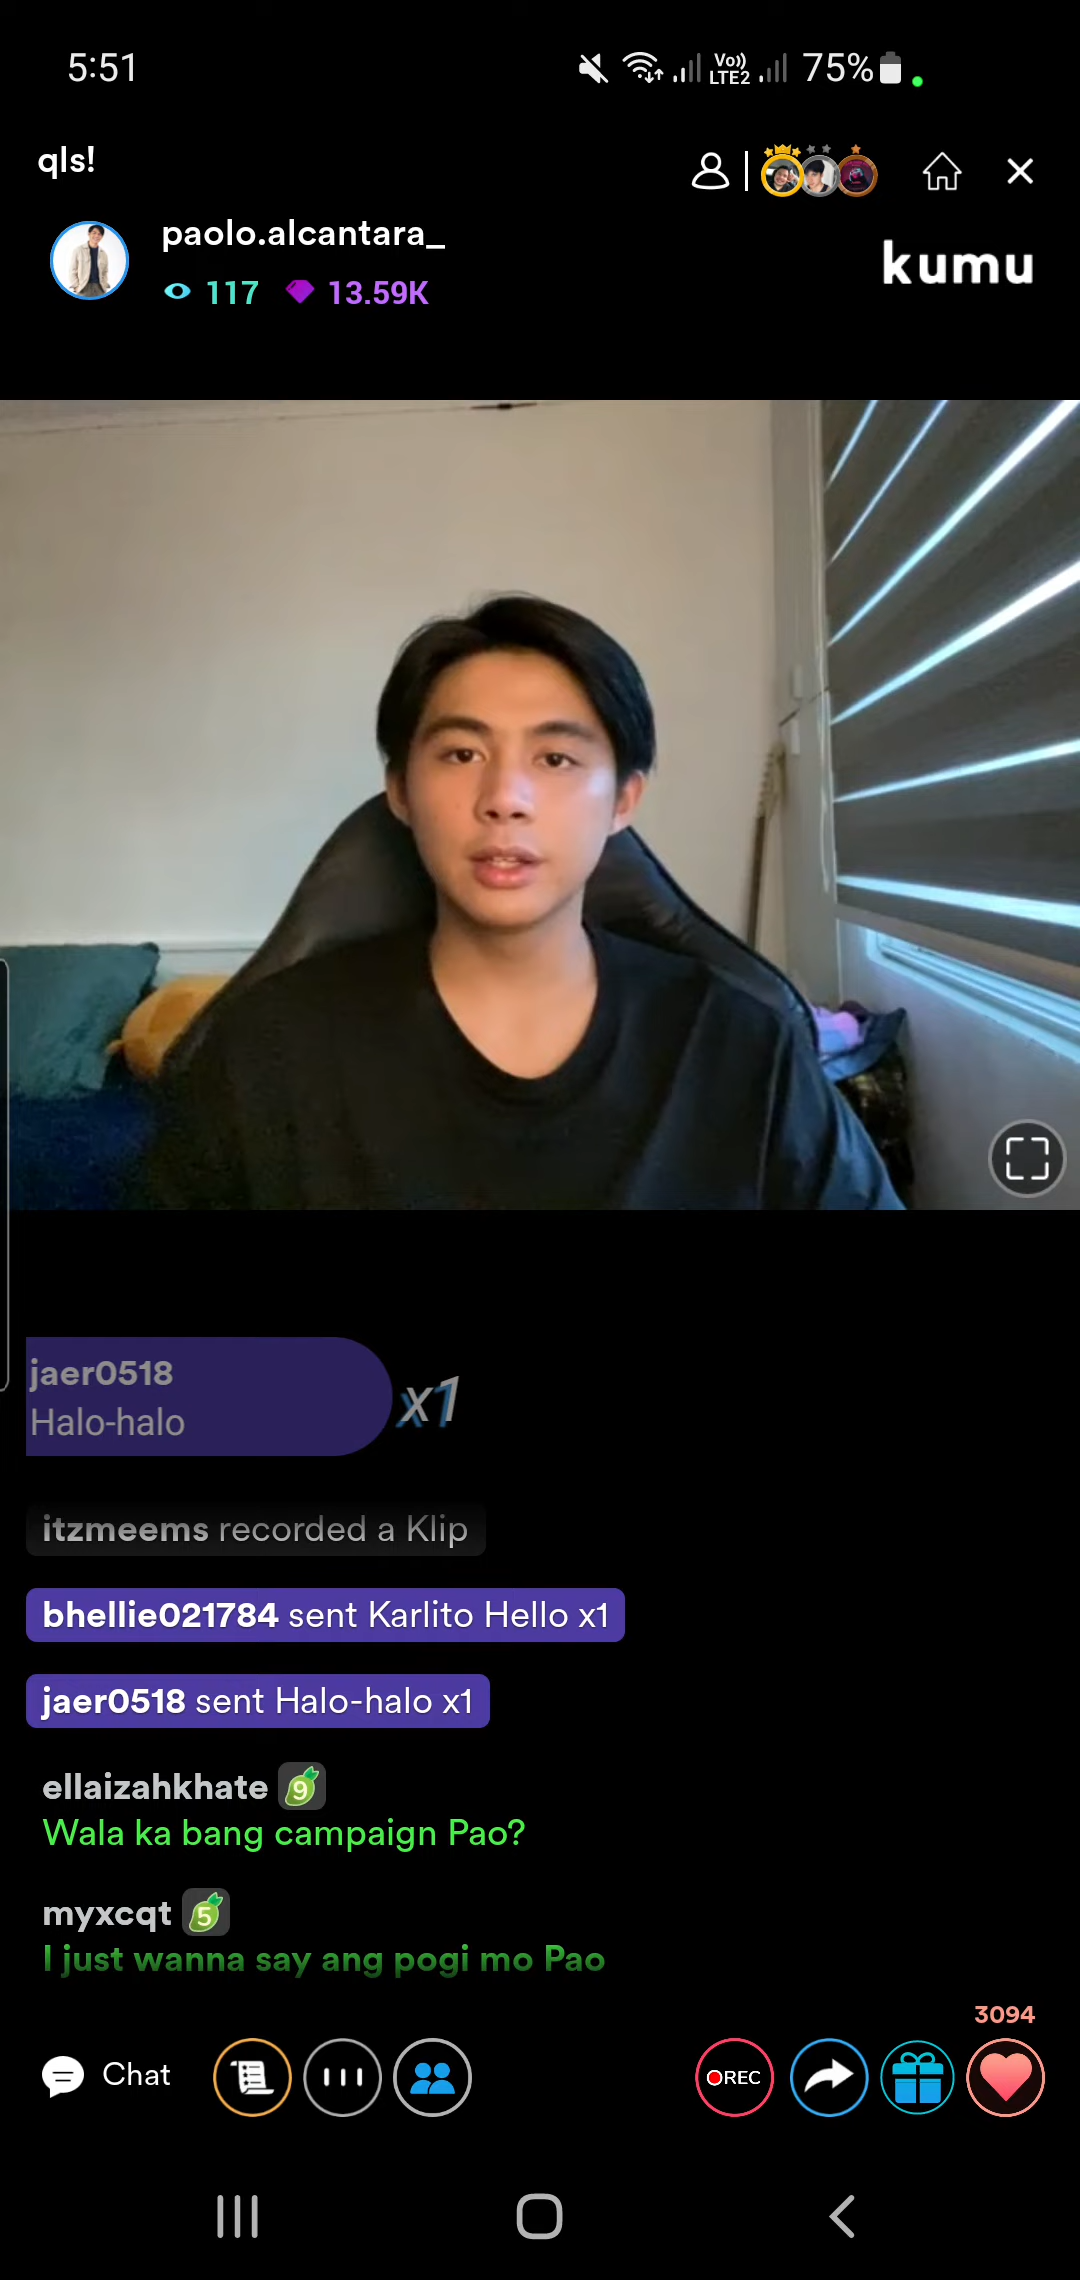 5:51
Vo)) LTE2 75%
qls!
paolo.alcantara_
117 13.59K
kumu
jaer0518
Halo-halo
x1
itzmeems recorded a Klip
bhellie021784 sent Karlito Hello x1
jaer0518 sent Halo-halo x1
ellaizahkhate 9
Wala ka bang campaign Pao?
myxcqt 5
I just wanna say ang pogi mo Pao
3094
Chat
REC